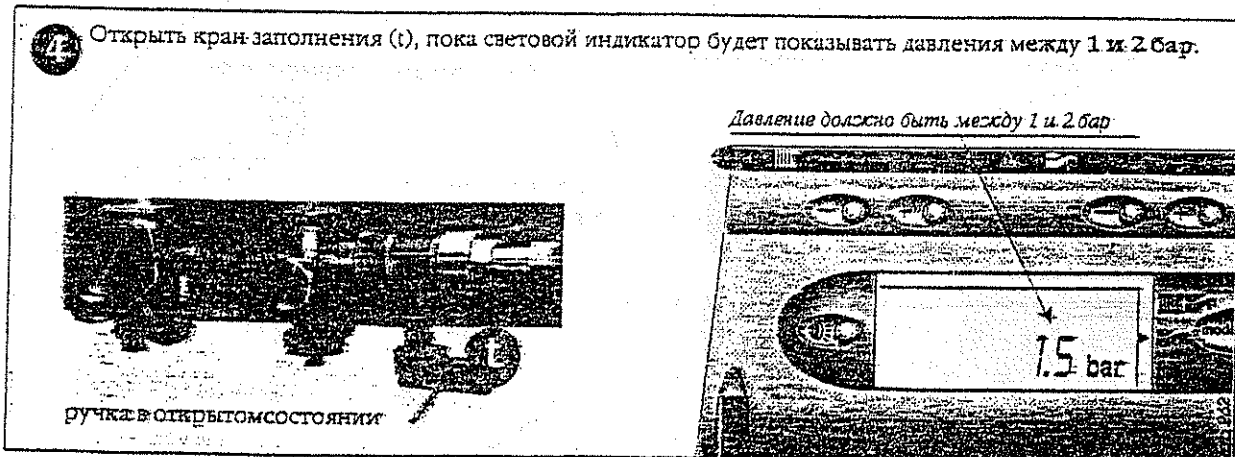 4 Открыть кран заполнения (t), пока световой индикатор будет показывать давления между 1 и 2 бар.
Давление должно быть между 1 и 2 бар
1.5 bar
t
ручка в открытом состоянии